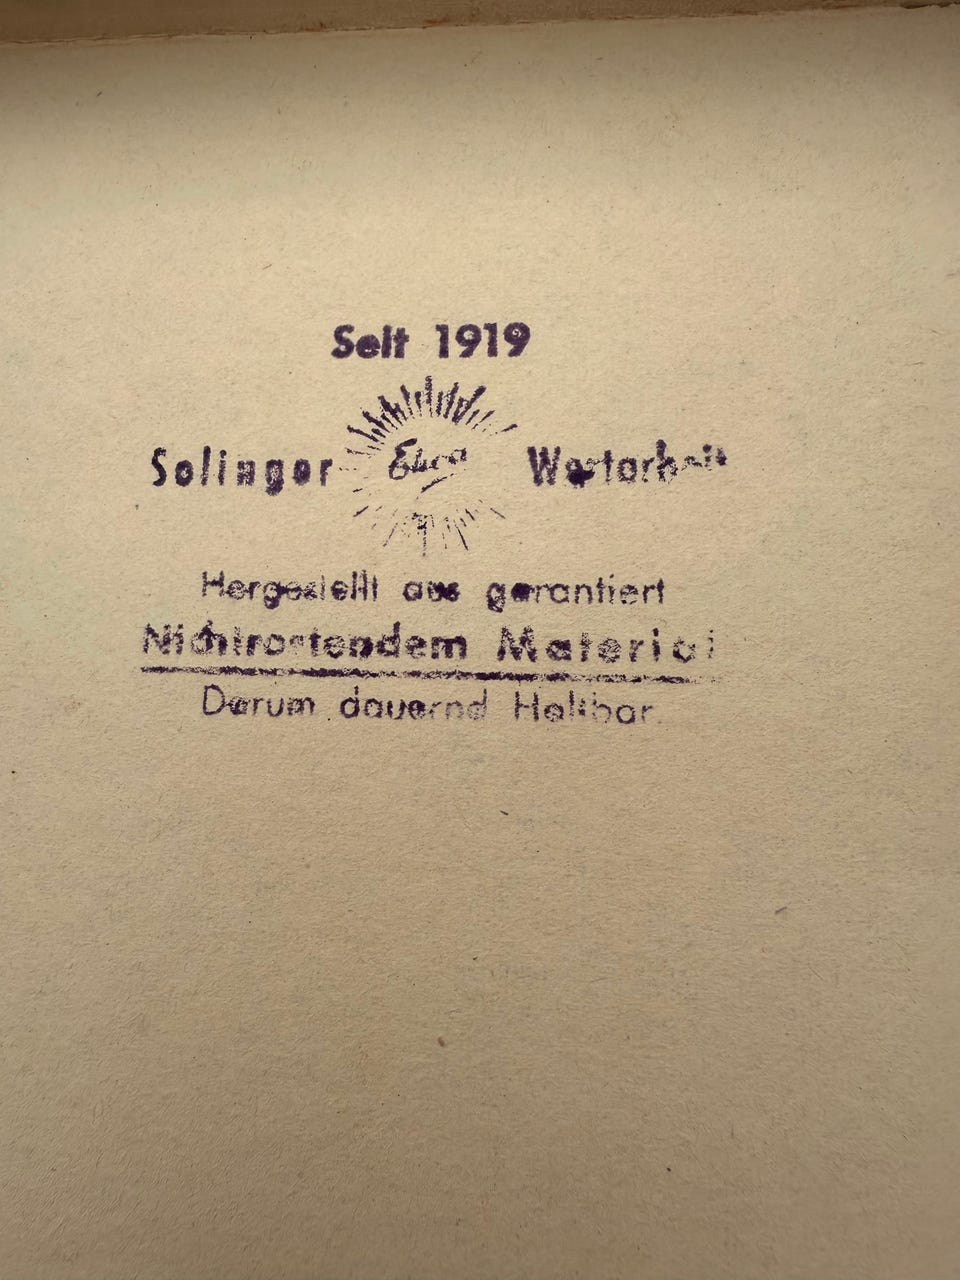 Seit 1919
Solinger Wertarbeit
Hergestellt aus garantiert
Nichtrostendem Material
Darum dauernd Haltbar.